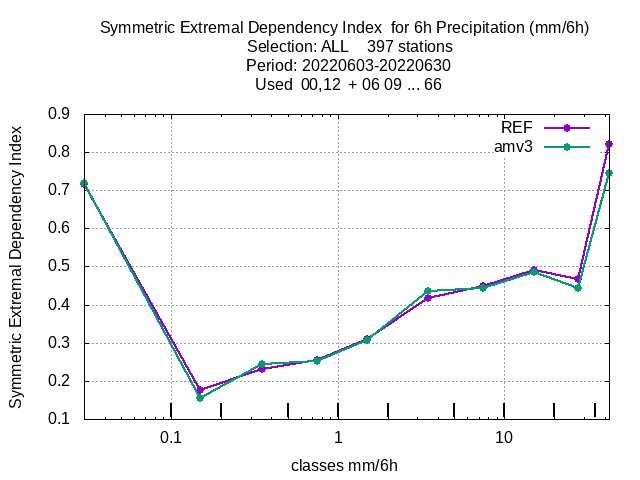 Symmetric Extremal Dependency Index  for 6h Precipitation (mm/6h)
Selection: ALL    397 stations
Period: 20220603-20220630
Used  00,12  + 06 09 ... 66
Symmetric Extremal Dependency Index
0.9
0.8
0.7
0.6
0.5
0.4
0.3
0.2
0.1
REF
amv3
0.1
1
10
classes mm/6h